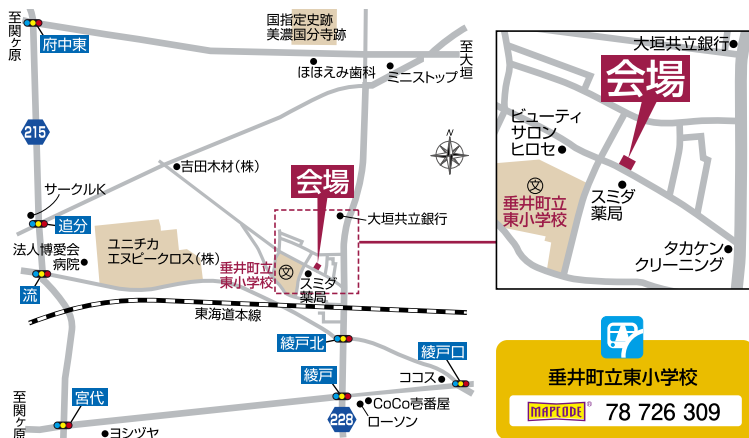 至関ヶ原
府中東
国指定史跡
美濃国分寺跡
ほほえみ歯科
ミニストップ
至大垣
215
N
吉田木材(株)
サークルK
追分
会場
大垣共立銀行
法人博愛会
病院
ユニチカ
エヌビークロス(株)
垂井町立
東小学校
文
スミダ
薬局
流
東海道本線
綾戸北
綾戸口
綾戸
ココス
宮代
CoCo壱番屋
ローソン
228
至関ヶ原
ヨシヅヤ
大垣共立銀行
会場
ビューティ
サロン
ヒロセ
文
垂井町立
東小学校
スミダ
薬局
タカケン
クリーニング
垂井町立東小学校
MAPCODE® 78 726 309